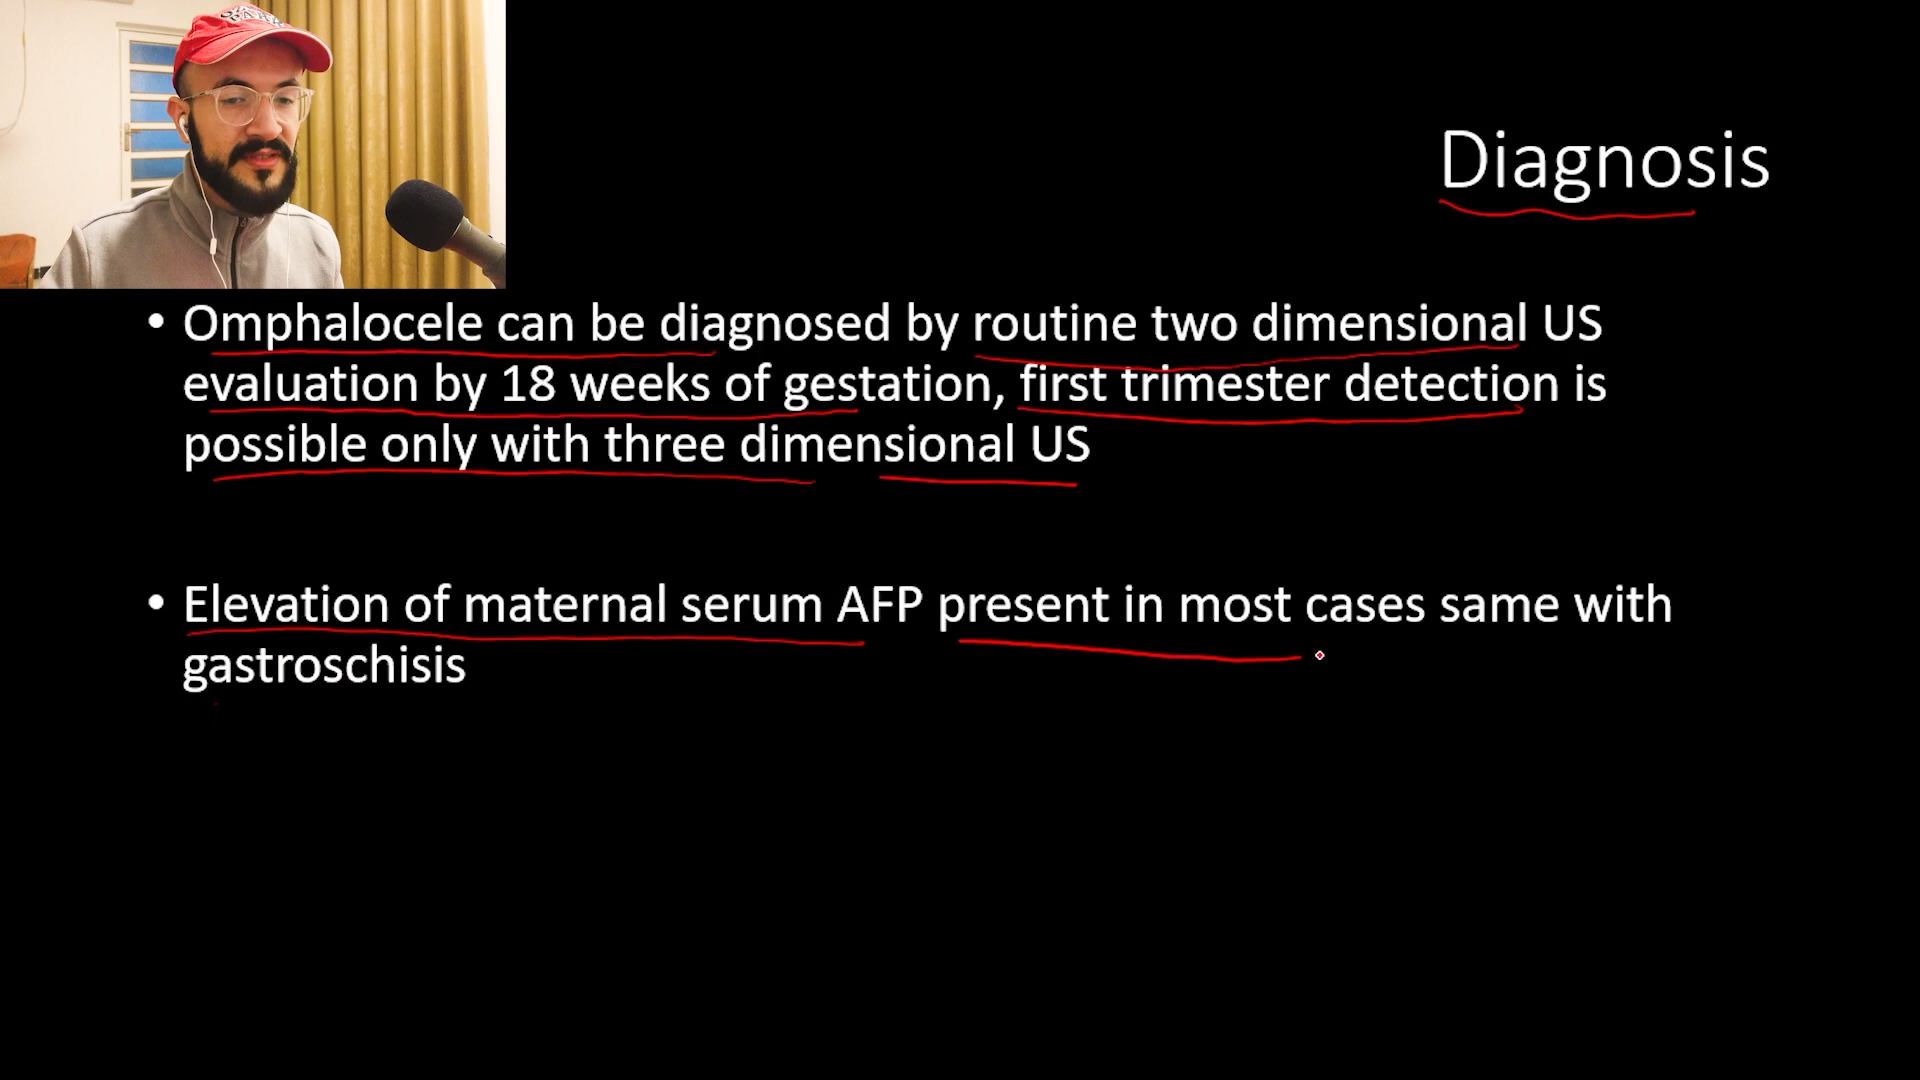 Diagnosis
• Omphalocele can be diagnosed by routine two dimensional US
evaluation by 18 weeks of gestation, first trimester detection is
possible only with three dimensional US
• Elevation of maternal serum AFP present in most cases same with
gastroschisis